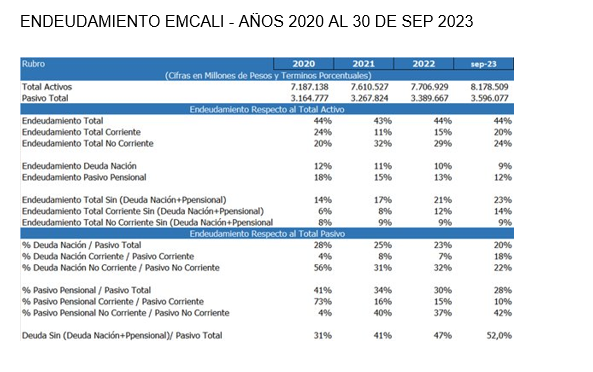 ENDEUDAMIENTO EMCALI - AÑOS 2020 AL 30 DE SEP 2023
Rubro 2020 2021 2022 sep-23
(Cifras en Millones de Pesos y Terminos Porcentuales)
Total Activos 7.187.138 7.610.527 7.706.929 8.178.509
Pasivo Total 3.164.777 3.267.824 3.389.667 3.596.077
Endeudamiento Respecto al Total Activo
Endeudamiento Total 44% 43% 44% 44%
Endeudamiento Total Corriente 24% 11% 15% 20%
Endeudamiento Total No Corriente 20% 32% 29% 24%
Endeudamiento Deuda Nación 12% 11% 10% 9%
Endeudamiento Pasivo Pensional 18% 15% 13% 12%
Endeudamiento Total Sin (Deuda Nación+Ppensional) 14% 17% 21% 23%
Endeudamiento Total Corriente Sin (Deuda Nación+Ppensional) 6% 8% 12% 14%
Endeudamiento Total No Corriente Sin (Deuda Nación+Ppensional 8% 9% 9% 9%
Endeudamiento Respecto al Total Pasivo
% Deuda Nación / Pasivo Total 28% 25% 23% 20%
% Deuda Nación Corriente / Pasivo Corriente 4% 8% 7% 18%
% Deuda Nación No Corriente / Pasivo No Corriente 56% 31% 32% 22%
% Pasivo Pensional / Pasivo Total 41% 34% 30% 28%
% Pasivo Pensional Corriente / Pasivo Corriente 73% 16% 15% 10%
% Pasivo Pensional No Corriente / Pasivo No Corriente 4% 40% 37% 42%
Deuda Sin (Deuda Nación+Ppensional)/ Pasivo Total 31% 41% 47% 52,0%